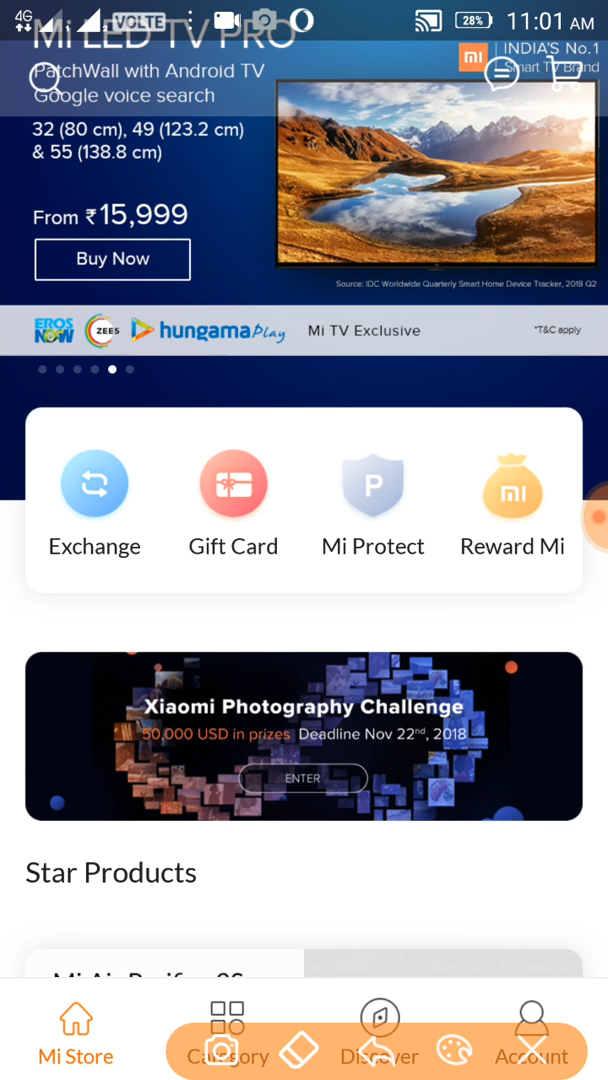 4G
VOLTE
28%
11:01 AM
Mi LED TV PRO
mi
INDIA'S No.1
Smart TV Brand
PatchWall with Android TV
Google voice search
32 (80 cm), 49 (123.2 cm)
& 55 (138.8 cm)
From ₹15,999
Buy Now
Source: IDC Worldwide Quarterly Smart Home Device Tracker, 2018 Q2
EROS NOW
ZEE5
hungama Play
Mi TV Exclusive
*T&C apply
P
mi
Exchange
Gift Card
Mi Protect
Reward Mi
Xiaomi Photography Challenge
50,000 USD in prizes Deadline Nov 22nd, 2018
ENTER
Star Products
Mi Store
Category
Discover
Account